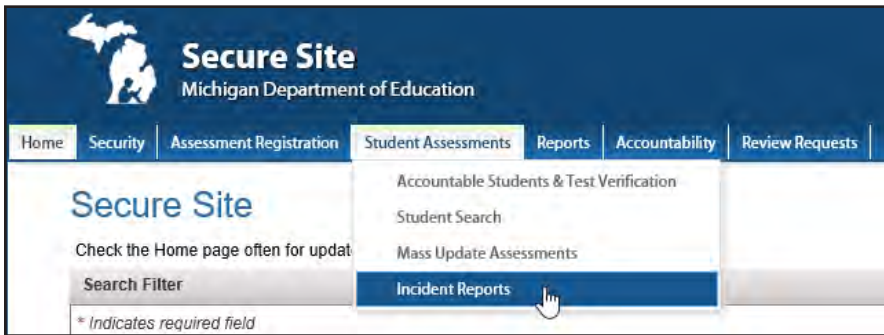 Secure Site
Michigan Department of Education
Home Security Assessment Registration Student Assessments Reports Accountability Review Requests
Accountable Students & Test Verification
Student Search
Mass Update Assessments
Incident Reports
Secure Site
Check the Home page often for updat
Search Filter
* Indicates required field